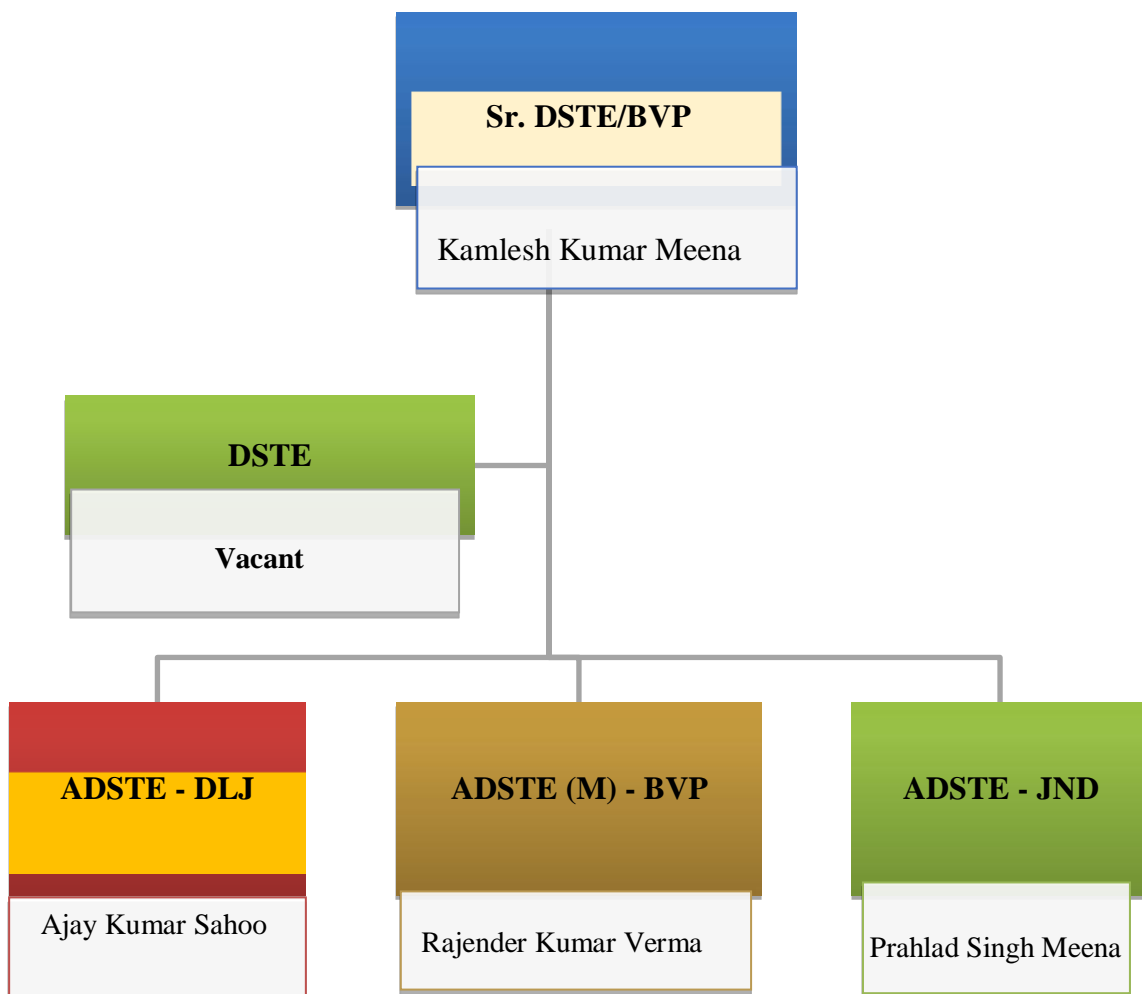 Sr. DSTE/BVP
Kamlesh Kumar Meena
DSTE
Vacant
ADSTE - DLJ
Ajay Kumar Sahoo
ADSTE (M) - BVP
Rajender Kumar Verma
ADSTE - JND
Prahlad Singh Meena